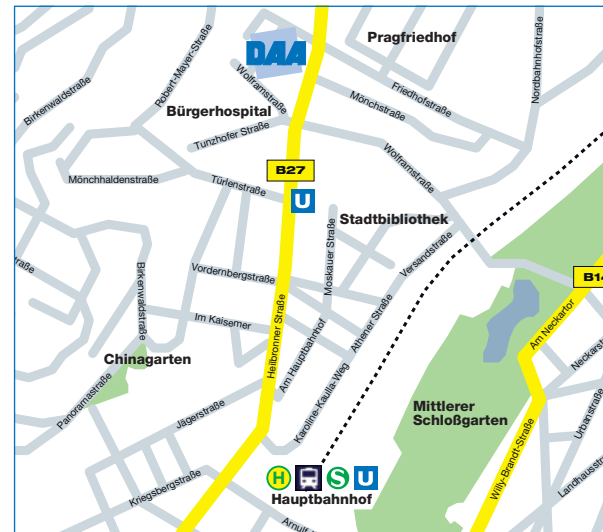 DAA
Pragfriedhof
Nordbahnhofstraße
Robert-Mayer-Straße
Birkenwaldstraße
Wolframstraße
Friedhofstraße
Mönchstraße
Bürgerhospital
Tunzhofer Straße
Wolframstraße
B27
Mönchhaldenstraße
Türlenstraße
U
Stadtbibliothek
Moskauer Straße
Versandstraße
Birkenwaldstraße
Vordernbergstraße
B14
Im Kaisemer
Heilbronner Straße
Am Hauptbahnhof
Athener Straße
Am Neckartor
Chinagarten
Karoline-Kaulla-Weg
Panoramastraße
Jägerstraße
Mittlerer
Schloßgarten
Urbanstraße
Willy-Brandt-Straße
Kriegsbergstraße
H
S
U
Hauptbahnhof
Landhausstr